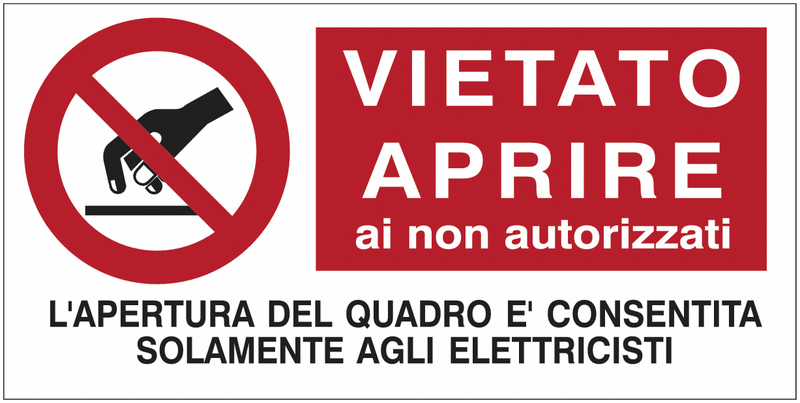 VIETATO
APRIRE
ai non autorizzati
L'APERTURA DEL QUADRO E' CONSENTITA
SOLAMENTE AGLI ELETTRICISTI